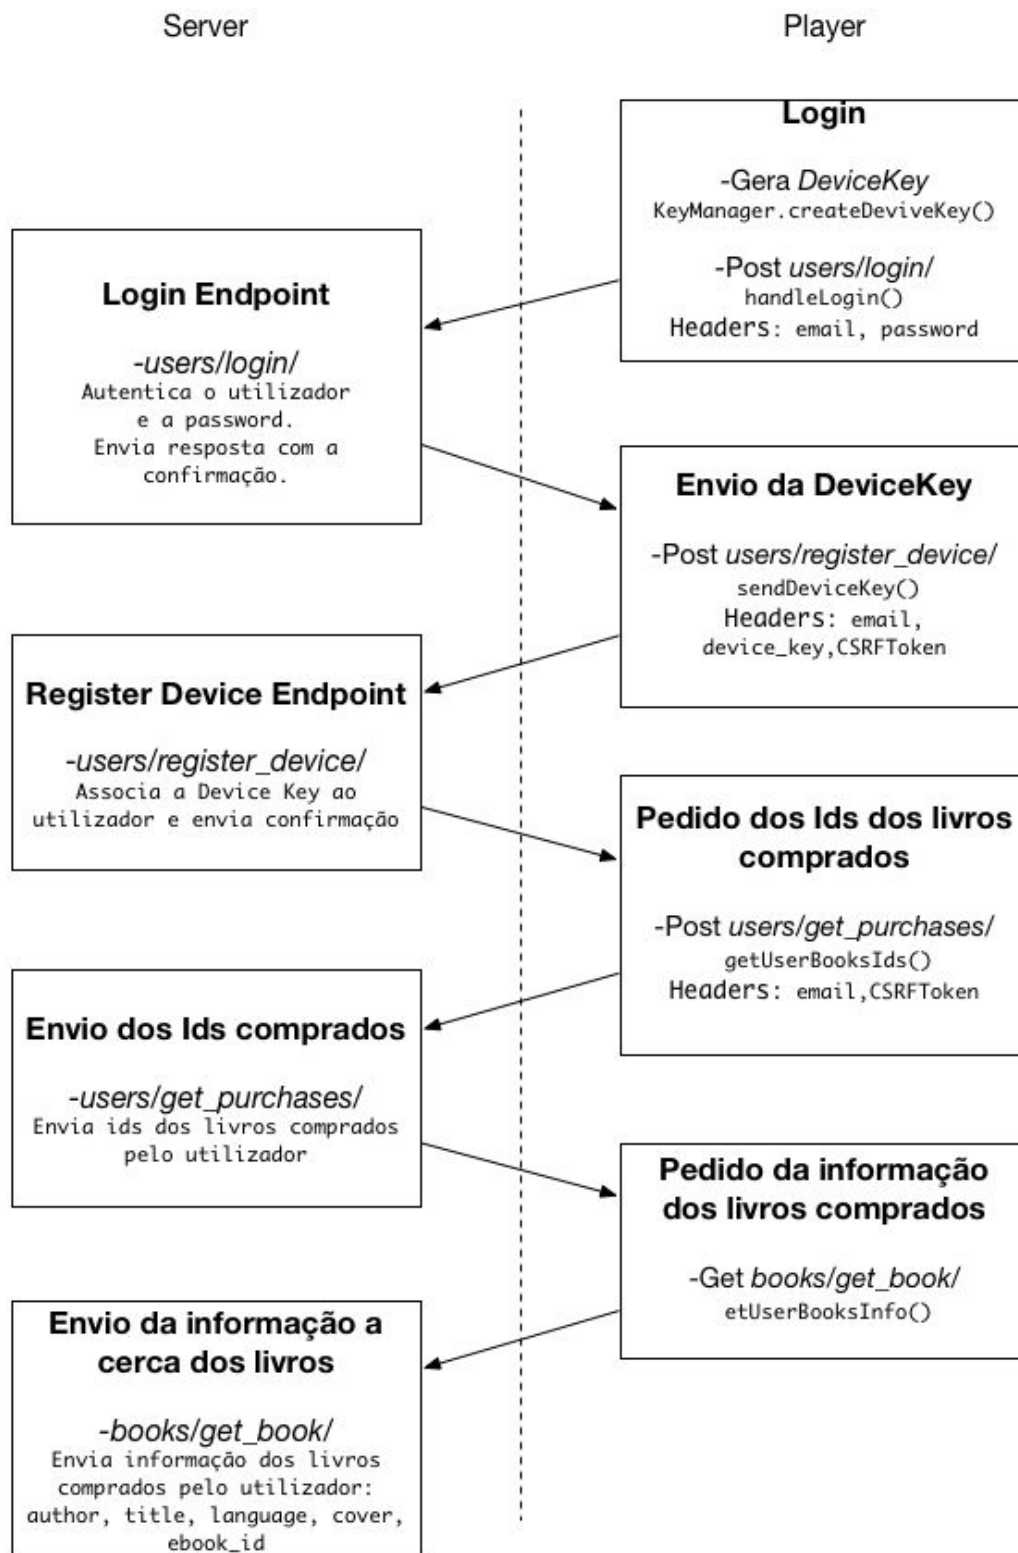 Server
Player
Login
-Gera DeviceKey
KeyManager.createDeviveKey()
-Post users/login/
handleLogin()
Headers: email, password
Login Endpoint
-users/login/
Autentica o utilizador
e a password.
Envia resposta com a
confirmação.
Envio da DeviceKey
-Post users/register_device/
sendDeviceKey()
Headers: email,
device_key,CSRFToken
Register Device Endpoint
-users/register_device/
Associa a Device Key ao
utilizador e envia confirmação
Pedido dos Ids dos livros
comprados
-Post users/get_purchases/
getUserBooksIds()
Headers: email,CSRFToken
Envio dos Ids comprados
-users/get_purchases/
Envia ids dos livros comprados
pelo utilizador
Pedido da informação
dos livros comprados
-Get books/get_book/
etUserBooksInfo()
Envio da informação a
cerca dos livros
-books/get_book/
Envia informação dos livros
comprados pelo utilizador:
author, title, language, cover,
ebook_id